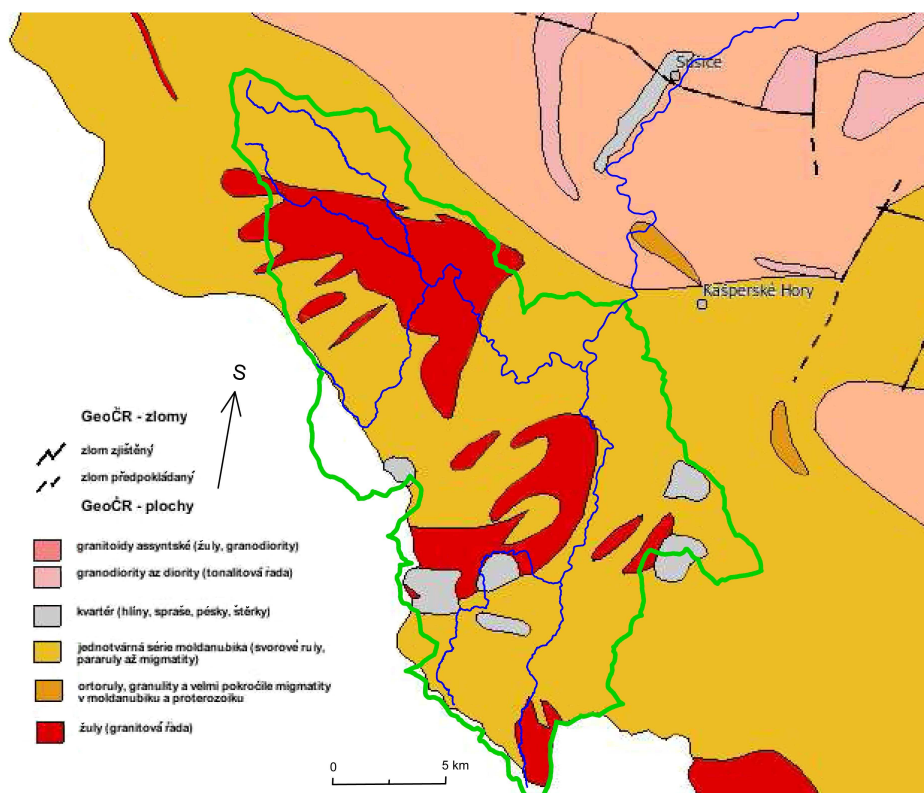 Sušice
Kašperské Hory
S
GeoČR - zlomy
zlom zjištěný
zlom předpokládaný
GeoČR - plochy
granitoidy assyntské (žuly, granodiority)
granodiority az diority (tonalitová řada)
kvartér (hlíny, spraše, písky, štěrky)
jednotvárná série moldanubika (svorové ruly,
pararuly až migmatity)
ortoruly, granulity a velmi pokročile migmatity
v moldanubiku a proterozoiku
žuly (granitová řada)
0 5 km